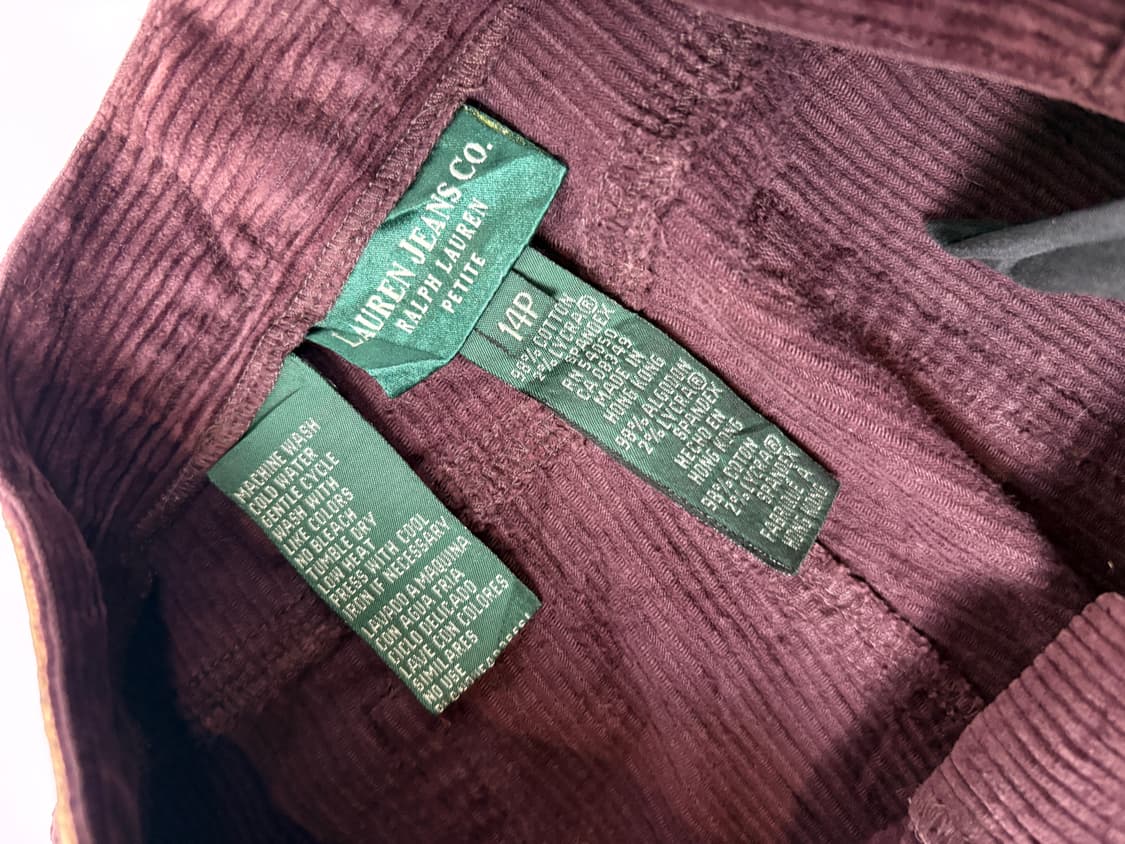 LAUREN JEANS CO.
RALPH LAUREN
PETITE
14P
98% COTTON
2% LYCRA®
SPANDEX
RN 54150
CA 08349
MADE IN
HONG KONG
98% ALGODON
2% LYCRA®
SPANDEX
HECHO EN
HONG KONG
98% COTON
2% LYCRA®
SPANDEX
HONG KONG
MACHINE WASH
COLD WATER
GENTLE CYCLE
WASH WITH
LIKE COLORS
NO BLEACH
TUMBLE DRY
LOW HEAT
PRESS WITH COOL
IRON IF NECESSARY
LAVADO A MAQUINA
CON AGUA FRIA
CICLO DELICADO
LAVE CON COLORES
SIMILARES
NO USE